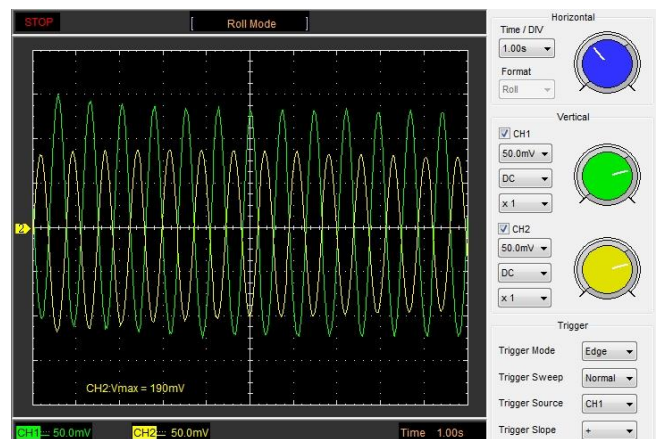 STOP
[ Roll Mode ]
2
CH2:Vmax = 190mV
CH1 50.0mV CH2 50.0mV Time 1.00s
Horizontal
Time / DIV
1.00s
Format
Roll
Vertical
CH1
50.0mV
DC
x 1
CH2
50.0mV
DC
x 1
Trigger
Trigger Mode Edge
Trigger Sweep Normal
Trigger Source CH1
Trigger Slope +